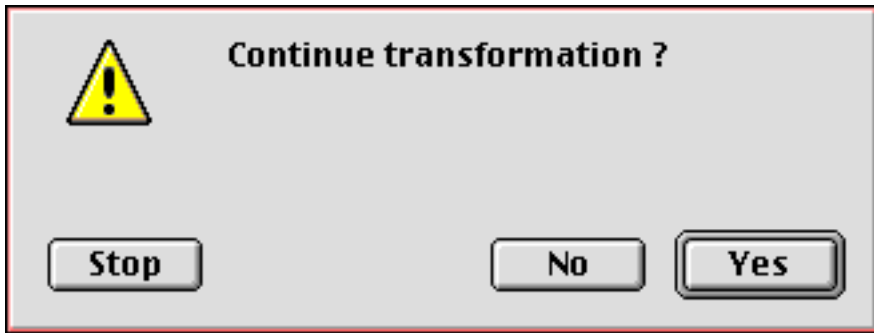 Continue transformation ?
Stop No Yes